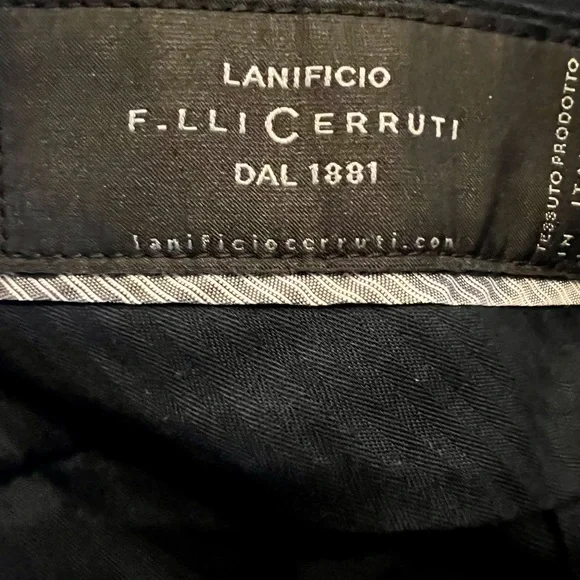 LANIFICIO
F.LLI CERRUTI
DAL 1881
lanificiocerruti.com
TESSUTO PRODOTTO
IN